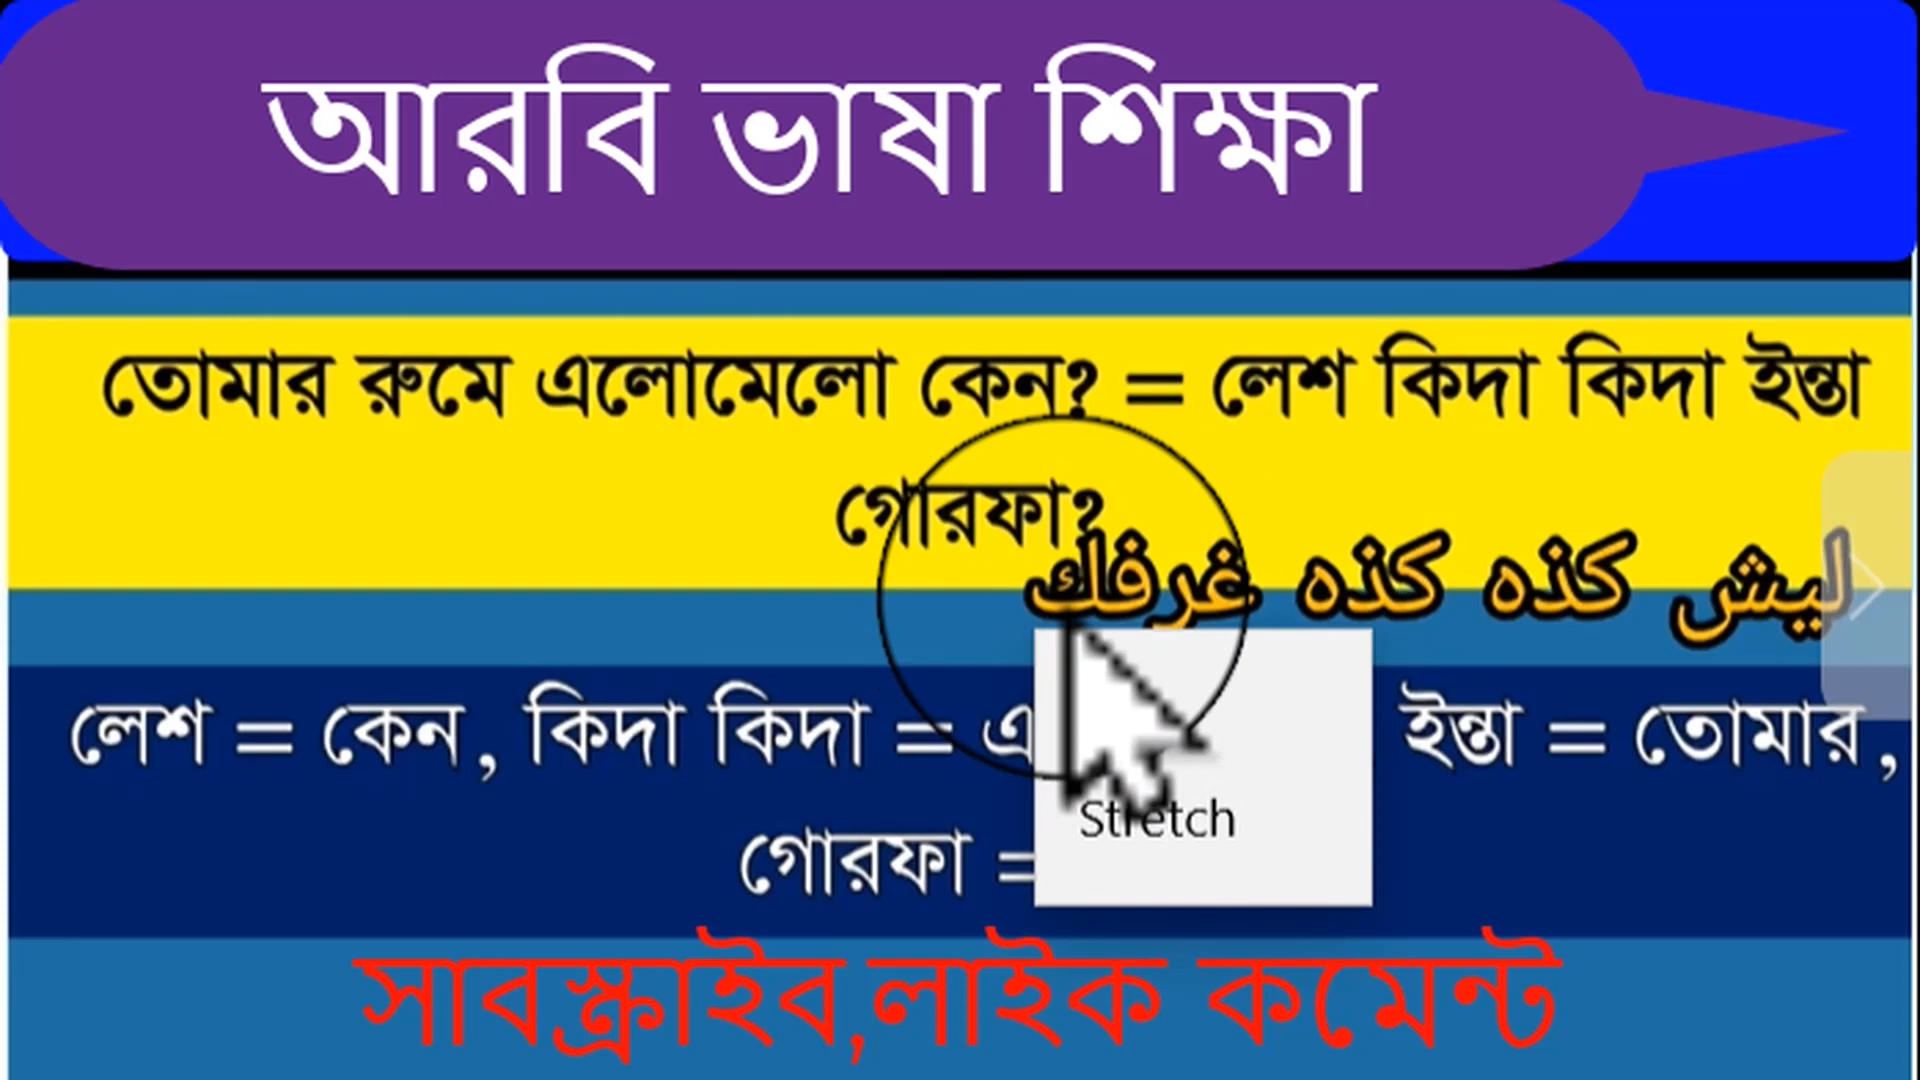 আরবি ভাষা শিক্ষা
তোমার রুমে এলোমেলো কেন? = লেশ কিদা কিদা ইন্তা
গোরফা?
ليش كذه كذه غرفك
লেশ = কেন, কিদা কিদা = এ ইন্তা = তোমার,
গোরফা =
Stretch
সাবস্ক্রাইব,লাইক কমেন্ট